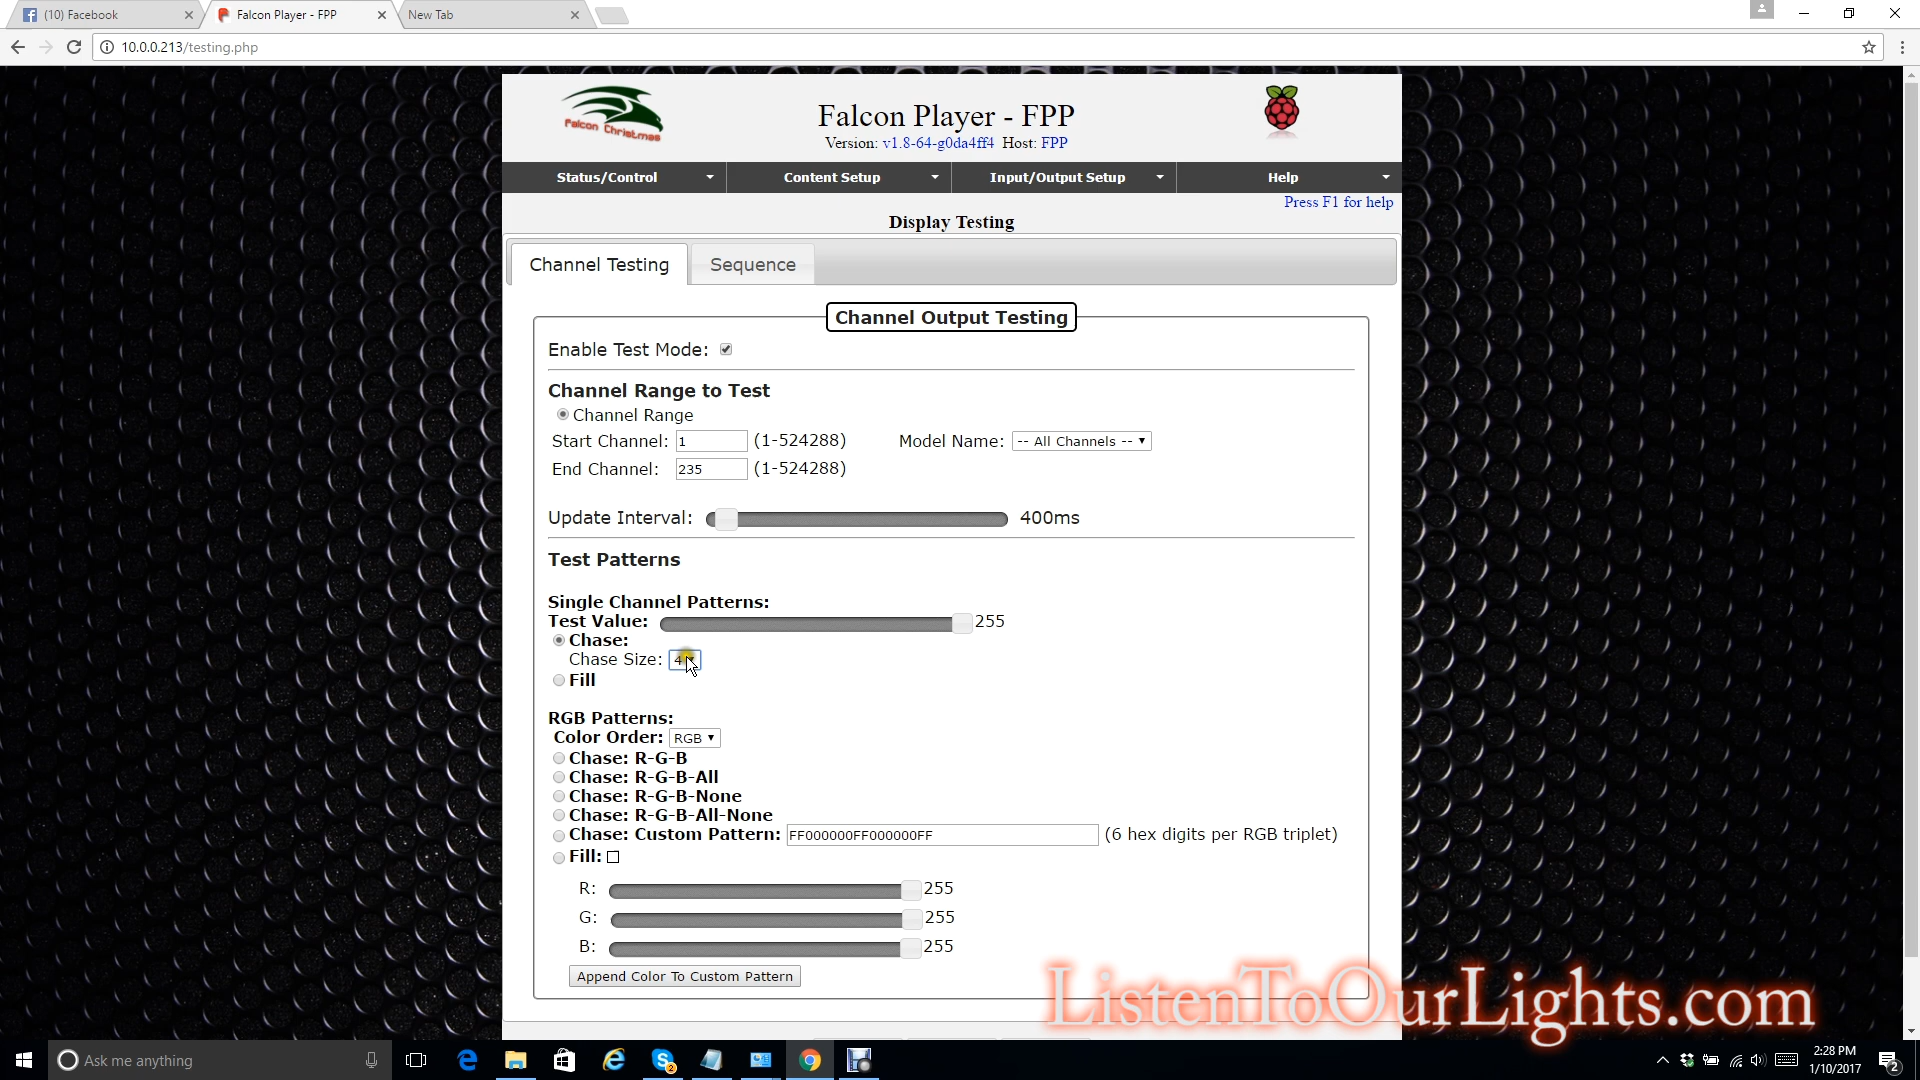 (10) Facebook
Falcon Player - FPP
New Tab
10.0.0.213/testing.php
Falcon Christmas
Falcon Player - FPP
Version: v1.8-64-g0da4ff4 Host: FPP
Status/Control
Content Setup
Input/Output Setup
Help
Press F1 for help
Display Testing
Channel Testing
Sequence
Channel Output Testing
Enable Test Mode:
Channel Range to Test
Channel Range
Start Channel: 1 (1-524288) Model Name: -- All Channels --
End Channel: 235 (1-524288)
Update Interval: 400ms
Test Patterns
Single Channel Patterns:
Test Value: 255
Chase:
Chase Size: 4
Fill
RGB Patterns:
Color Order: RGB
Chase: R-G-B
Chase: R-G-B-All
Chase: R-G-B-None
Chase: R-G-B-All-None
Chase: Custom Pattern: FF000000FF000000FF (6 hex digits per RGB triplet)
Fill:
R: 255
G: 255
B: 255
Append Color To Custom Pattern
ListenToOurLights.com
Ask me anything
2
2:28 PM
1/10/2017
2